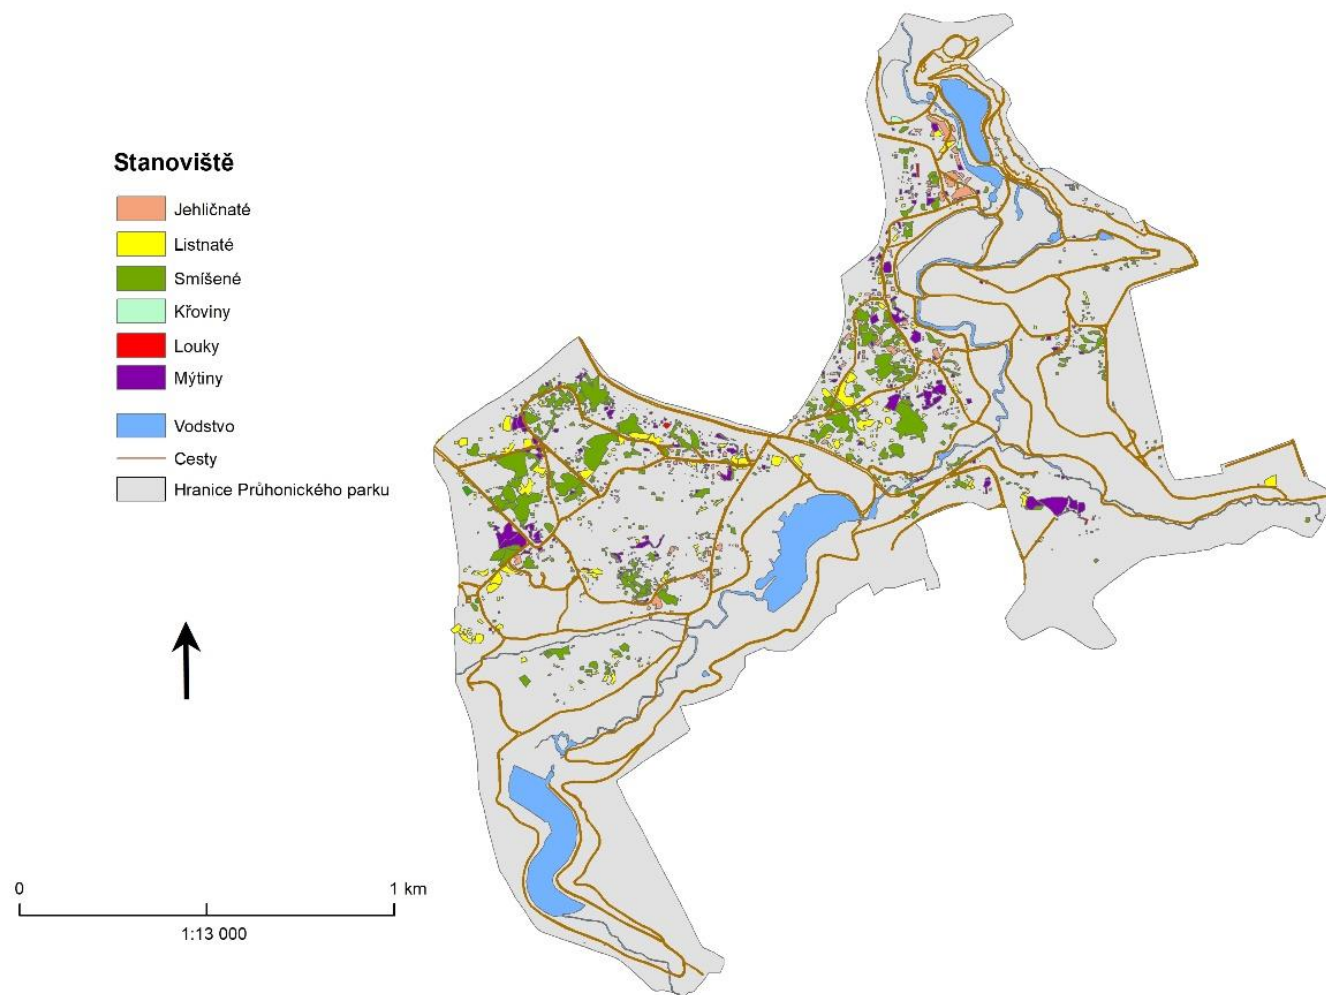 Stanoviště
Jehličnaté
Listnaté
Smíšené
Křoviny
Louky
Mýtiny
Vodstvo
Cesty
Hranice Průhonického parku
0
1 km
1:13 000